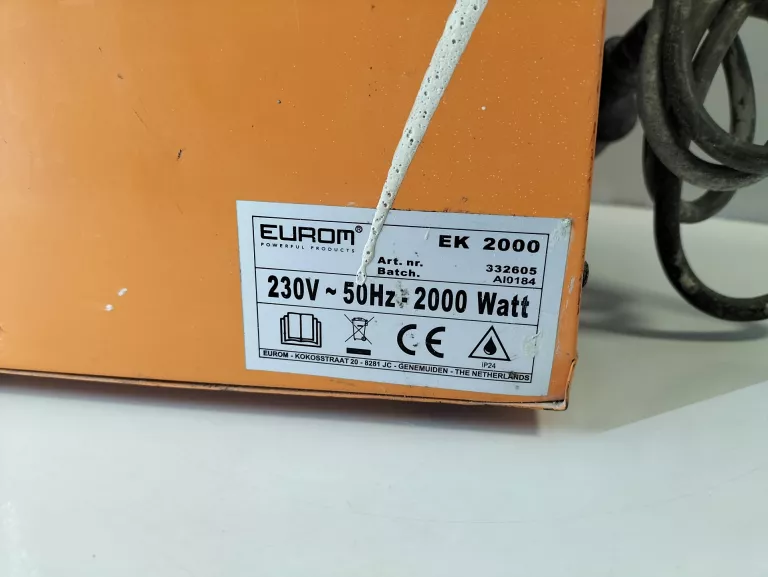 EUROM®
POWERFUL PRODUCTS
EK 2000
Art. nr. 332605
Batch. AI0184
230V ~ 50Hz - 2000 Watt
CE
IP24
EUROM - KOKOSSTRAAT 20 - 8281 JC - GENEMUIDEN - THE NETHERLANDS